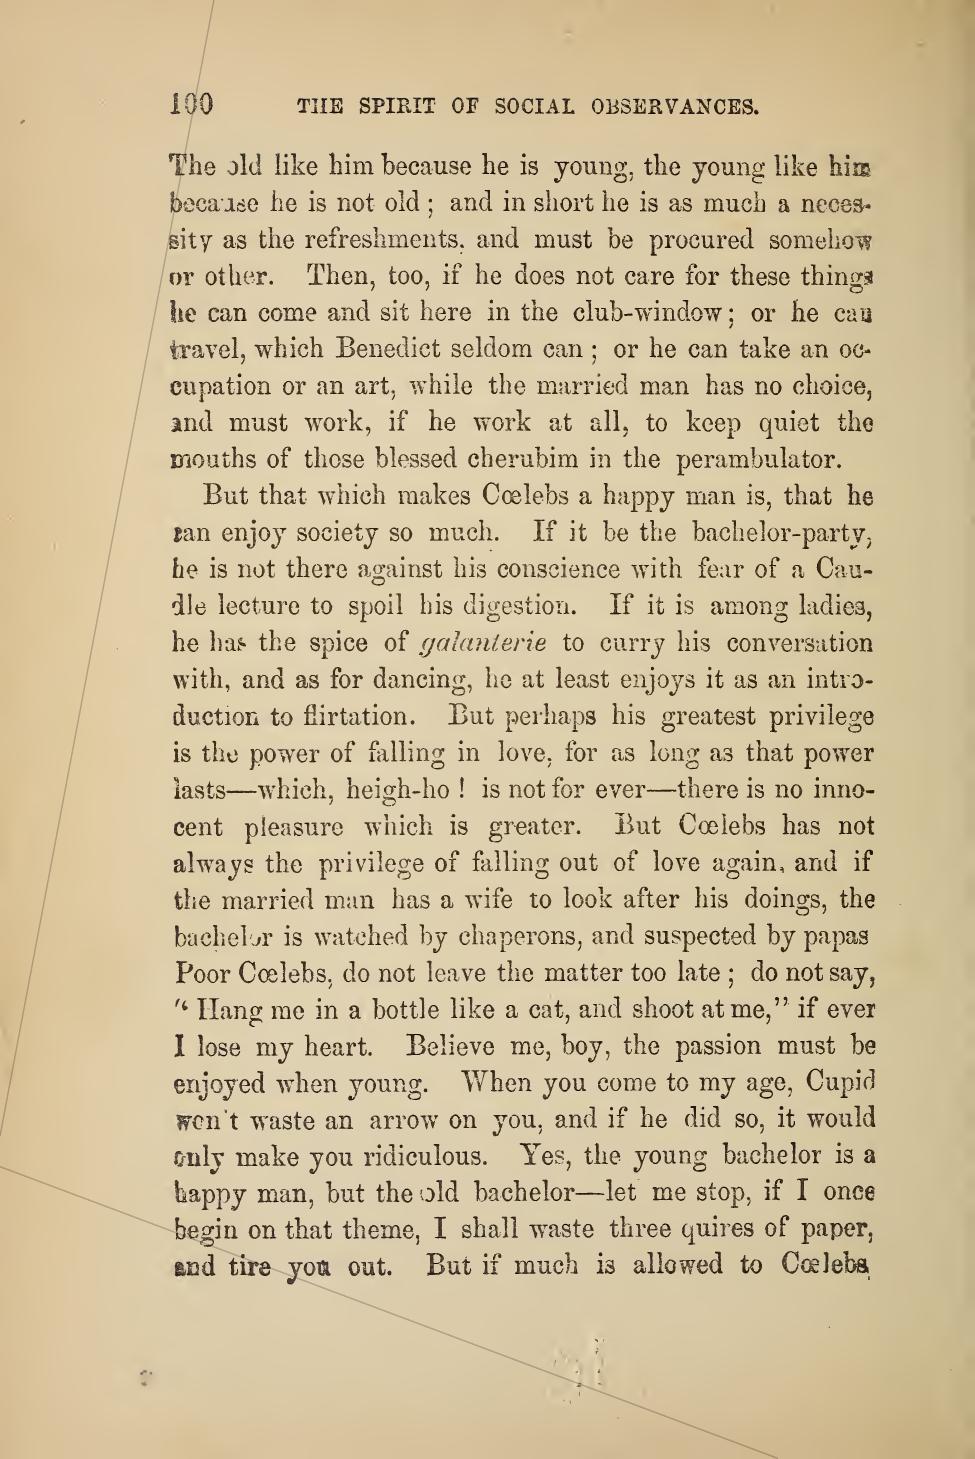 100 THE SPIRIT OF SOCIAL OBSERVANCES.
The old like him because he is young, the young like him
because he is not old ; and in short he is as much a neces-
sity as the refreshments, and must be procured somehow
or other. Then, too, if he does not care for these things
he can come and sit here in the club-window ; or he can
travel, which Benedict seldom can ; or he can take an oc-
cupation or an art, while the married man has no choice,
and must work, if he work at all, to keep quiet the
mouths of those blessed cherubim in the perambulator.
But that which makes Cœlebs a happy man is, that he
can enjoy society so much. If it be the bachelor-party,
he is not there against his conscience with fear of a Cau-
dle lecture to spoil his digestion. If it is among ladies,
he has the spice of galanterie to curry his conversation
with, and as for dancing, he at least enjoys it as an intro-
duction to flirtation. But perhaps his greatest privilege
is the power of falling in love, for as long as that power
lasts—which, heigh-ho ! is not for ever—there is no inno-
cent pleasure which is greater. But Cœlebs has not
always the privilege of falling out of love again, and if
the married man has a wife to look after his doings, the
bachelor is watched by chaperons, and suspected by papas
Poor Cœlebs, do not leave the matter too late ; do not say,
“ Hang me in a bottle like a cat, and shoot at me,” if ever
I lose my heart. Believe me, boy, the passion must be
enjoyed when young. When you come to my age, Cupid
won't waste an arrow on you, and if he did so, it would
only make you ridiculous. Yes, the young bachelor is a
happy man, but the old bachelor—let me stop, if I once
begin on that theme, I shall waste three quires of paper,
and tire you out. But if much is allowed to Cœlebs,